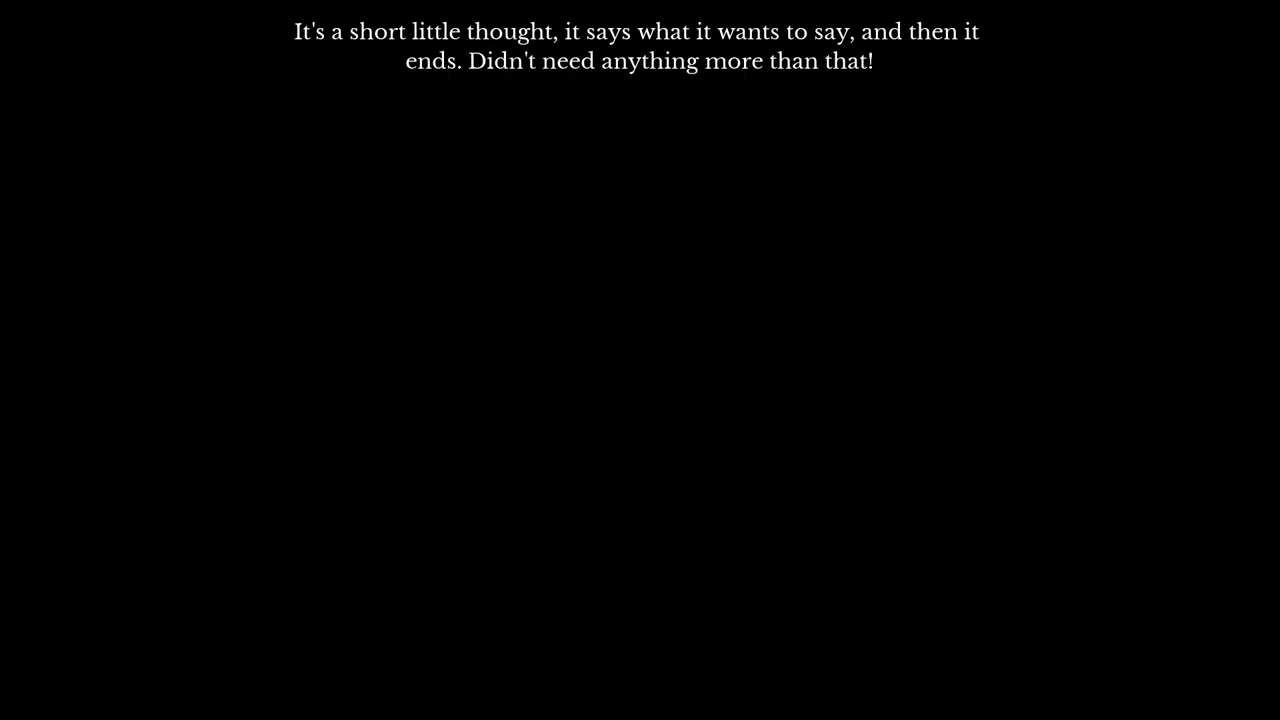 It's a short little thought, it says what it wants to say, and then it
ends. Didn't need anything more than that!